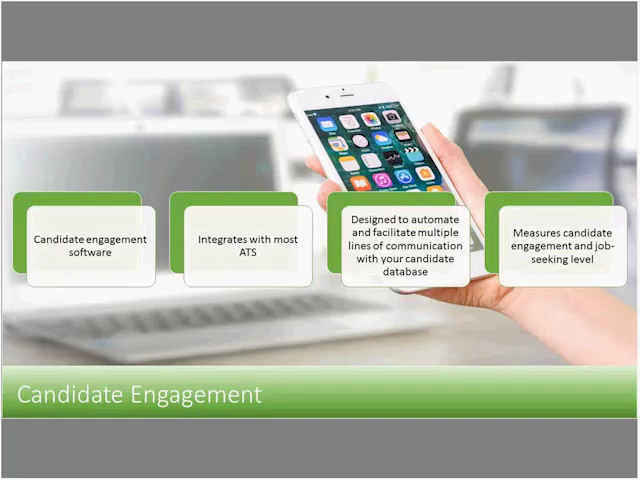 Candidate engagement
software
Integrates with most
ATS
Designed to automate
and facilitate multiple
lines of communication
with your candidate
database
Measures candidate
engagement and job-
seeking level
Candidate Engagement